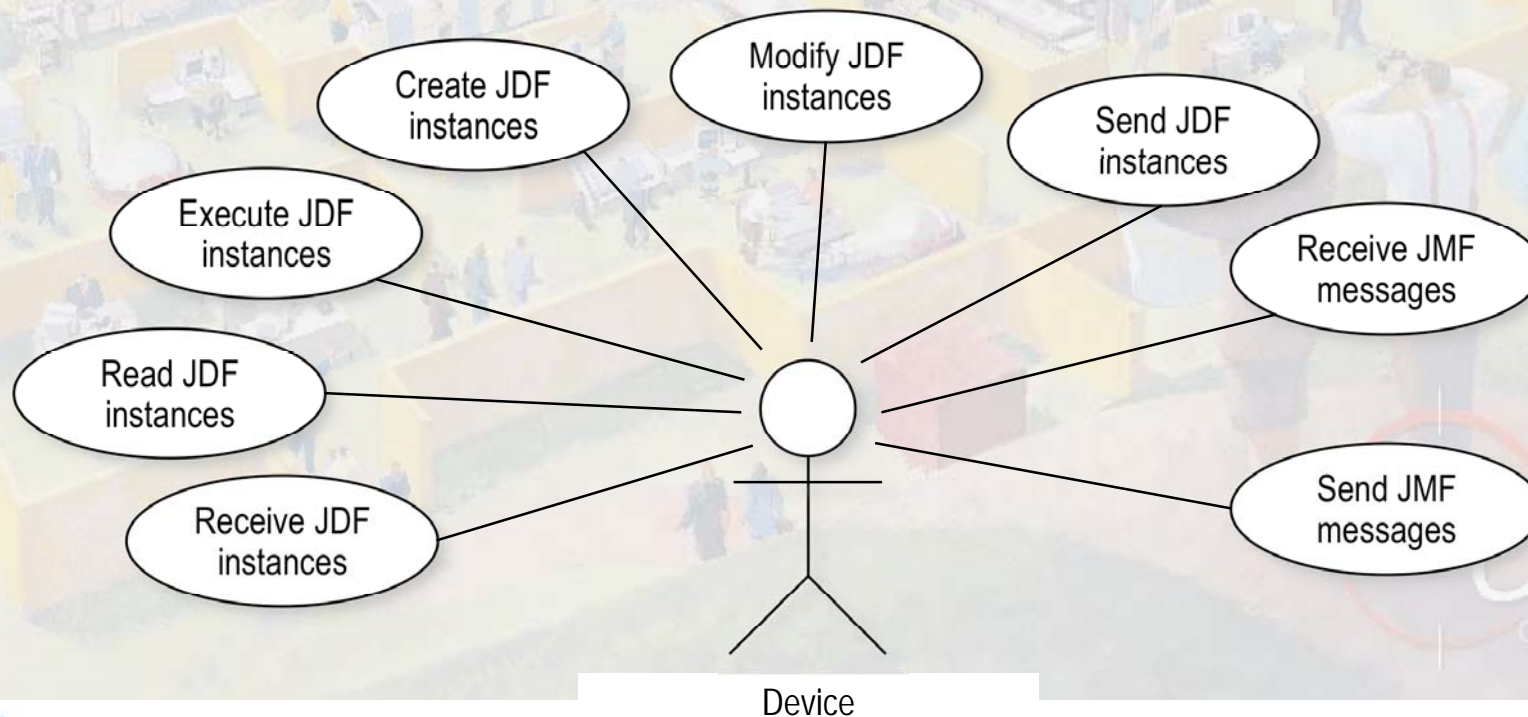 Modify JDF
instances
Create JDF
instances
Send JDF
instances
Execute JDF
instances
Receive JMF
messages
Read JDF
instances
Send JMF
messages
Receive JDF
instances
Device